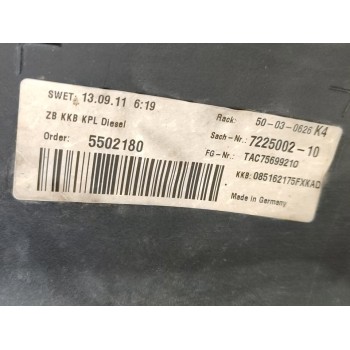 SWET, 13.09.11 6:19
ZB KKB KPL Diesel
Order: 5502180
Rack: 50-03-0626 K4
Sach-Nr.: 7225002-10
FG-Nr.: TAC75699210
KKB: 085162175FXKAD
Made in Germany